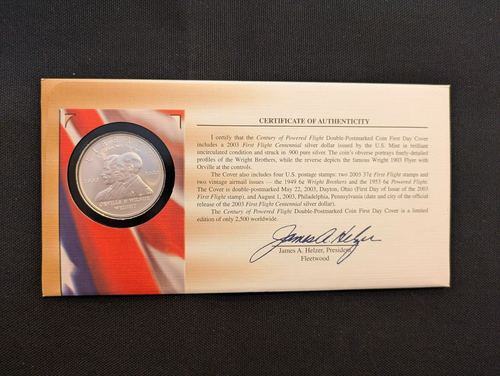 CERTIFICATE OF AUTHENTICITY
I certify that the Century of Powered Flight Double-Postmarked Coin First Day Cover
includes a 2003 First Flight Centennial silver dollar issued by the U.S. Mint in brilliant
uncirculated condition and struck in .900 pure silver. The coin's obverse portrays finely-detailed
profiles of the Wright Brothers, while the reverse depicts the famous Wright 1903 Flyer with
Orville at the controls.
The Cover also includes four U.S. postage stamps: two 2003 37¢ First Flight stamps and
two vintage airmail issues — the 1949 6¢ Wright Brothers and the 1953 6¢ Powered Flight.
The Cover is double-postmarked May 22, 2003, Dayton, Ohio (First Day of Issue of the 2003
First Flight stamp), and August 1, 2003, Philadelphia, Pennsylvania (date and city of the official
release of the 2003 First Flight Centennial silver dollar).
The Century of Powered Flight Double-Postmarked Coin First Day Cover is a limited
edition of only 2,500 worldwide.
James A. Helzer
James A. Helzer, President
Fleetwood
ORVILLE & WILBUR
WRIGHT